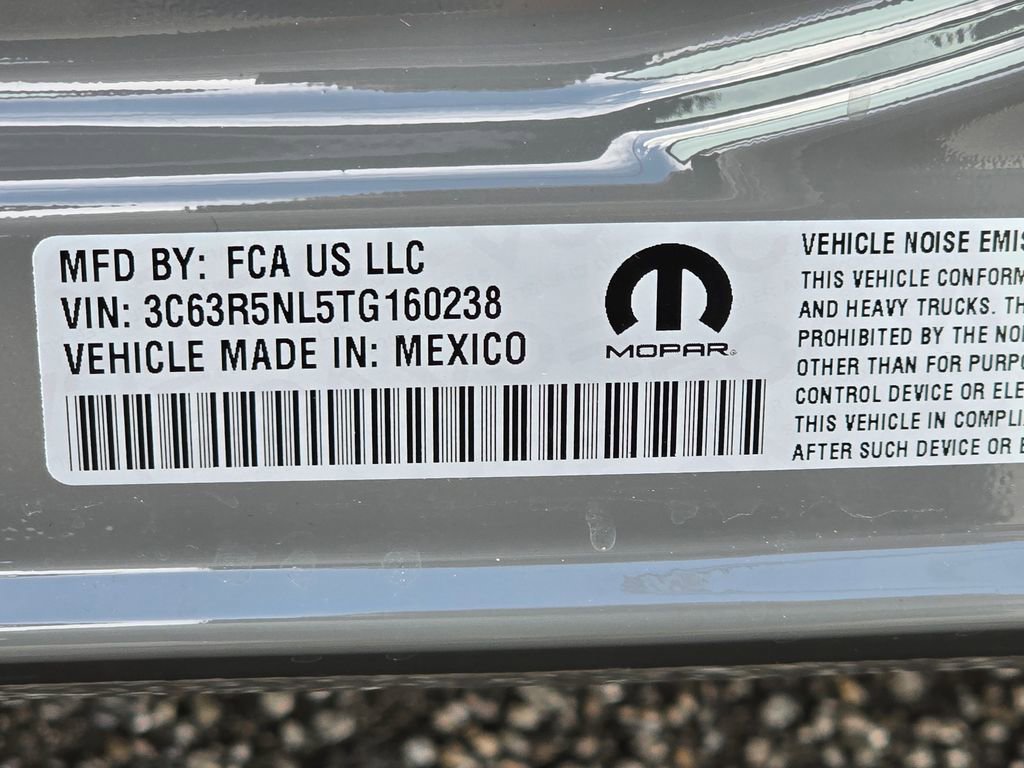 MFD BY: FCA US LLC
VIN: 3C63R5NL5TG160238
VEHICLE MADE IN: MEXICO
MOPAR
VEHICLE NOISE EMIS
THIS VEHICLE CONFORM
AND HEAVY TRUCKS. TH
PROHIBITED BY THE NOI
OTHER THAN FOR PURPO
CONTROL DEVICE OR ELE
THIS VEHICLE IN COMPLI
AFTER SUCH DEVICE OR E